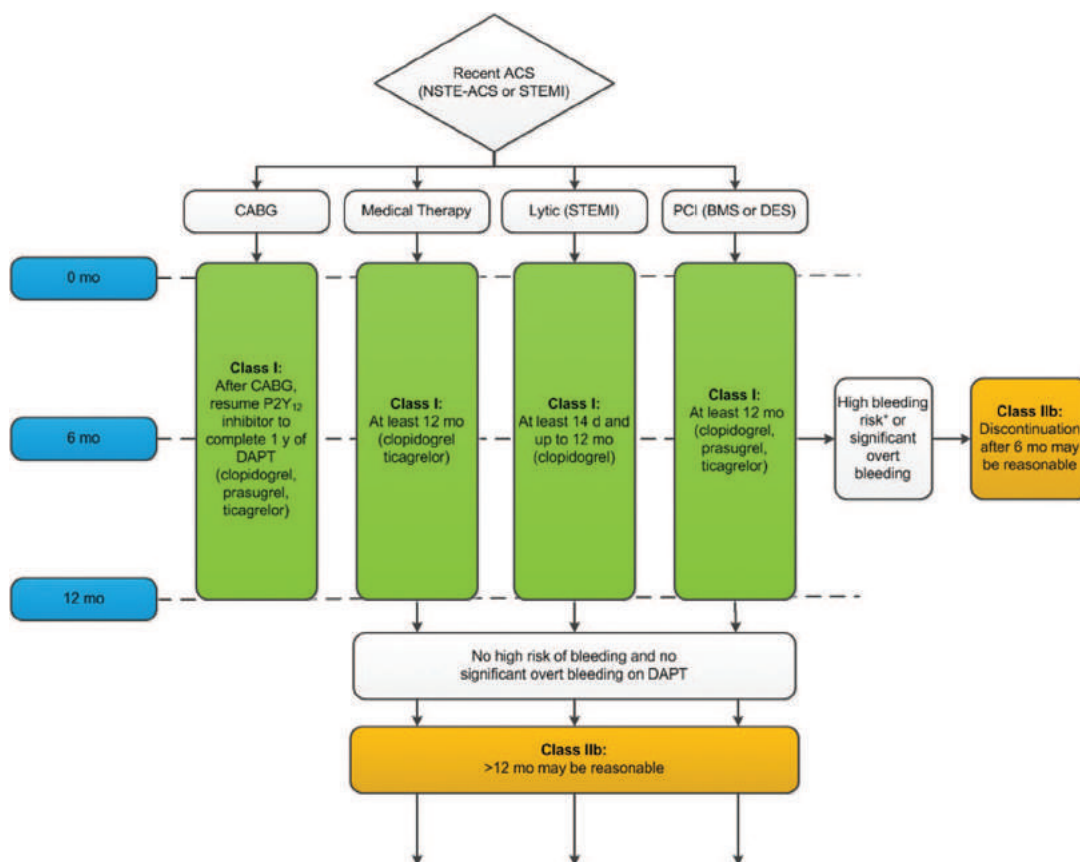 Recent ACS
(NSTE-ACS or STEMI)
CABG
Medical Therapy
Lytic (STEMI)
PCI (BMS or DES)
0 mo
6 mo
12 mo
Class I:
After CABG,
resume P2Y₁₂
inhibitor to
complete 1 y of
DAPT
(clopidogrel,
prasugrel,
ticagrelor)
Class I:
At least 12 mo
(clopidogrel
ticagrelor)
Class I:
At least 14 d and
up to 12 mo
(clopidogrel)
Class I:
At least 12 mo
(clopidogrel,
prasugrel,
ticagrelor)
High bleeding
risk* or
significant
overt
bleeding
Class IIb:
Discontinuation
after 6 mo may
be reasonable
No high risk of bleeding and no
significant overt bleeding on DAPT
Class IIb:
>12 mo may be reasonable